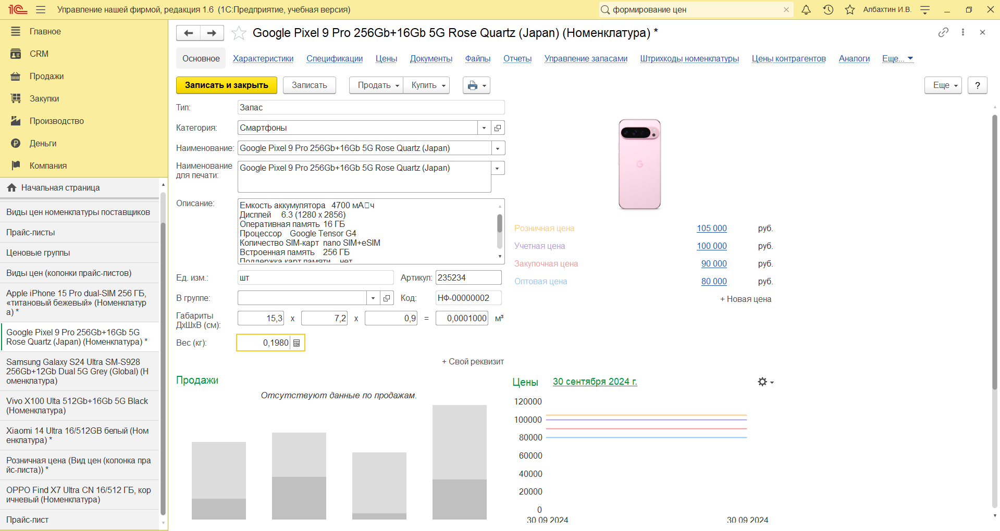 Управление нашей фирмой, редакция 1.6 (1С:Предприятие, учебная версия)
формирование цен
Албахтин И.В.
Главное
CRM
Продажи
Закупки
Производство
Деньги
Компания
Начальная страница
Виды цен номенклатуры поставщиков
Прайс-листы
Ценовые группы
Виды цен (колонки прайс-листов)
Apple iPhone 15 Pro dual-SIM 256 ГБ,
«титановый бежевый» (Номенклатур
а) *
Google Pixel 9 Pro 256Gb+16Gb 5G
Rose Quartz (Japan) (Номенклатура) *
Samsung Galaxy S24 Ultra SM-S928
256Gb+12Gb Dual 5G Grey (Global) (Н
оменклатура)
Vivo X100 Ulta 512Gb+16Gb 5G Black
(Номенклатура)
Xiaomi 14 Ultra 16/512GB белый (Ном
енклатура) *
Розничная цена (Вид цен (колонка пра
йс-листа)) *
OPPO Find X7 Ultra CN 16/512 ГБ, кор
ичневый (Номенклатура)
Прайс-лист
Google Pixel 9 Pro 256Gb+16Gb 5G Rose Quartz (Japan) (Номенклатура) *
Основное Характеристики Спецификации Цены Документы Файлы Отчеты Управление запасами Штрихкоды номенклатуры Цены контрагентов Аналоги Еще...
Записать и закрыть Записать Продать Купить Еще ?
Тип: Запас
Категория: Смартфоны
Наименование: Google Pixel 9 Pro 256Gb+16Gb 5G Rose Quartz (Japan)
Наименование
для печати:
Google Pixel 9 Pro 256Gb+16Gb 5G Rose Quartz (Japan)
Описание:
Емкость аккумулятора 4700 мА□ч
Дисплей 6.3 (1280 x 2856)
Оперативная память 16 ГБ
Процессор Google Tensor G4
Количество SIM-карт nano SIM+eSIM
Встроенная память 256 ГБ
Поддержка карт памяти нет
Ед. изм.: шт Артикул: 235234
В группе: Код: НФ-00000002
Габариты
ДхШхВ (см):
15,3 x 7,2 x 0,9 = 0,0001000 м³
Вес (кг): 0,1980
+ Свой реквизит
Розничная цена 105 000 руб.
Учетная цена 100 000 руб.
Закупочная цена 90 000 руб.
Оптовая цена 80 000 руб.
+ Новая цена
Продажи
Отсутствуют данные по продажам.
Цены 30 сентября 2024 г.
120000
100000
80000
60000
40000
20000
0
30.09.2024 30.09.2024